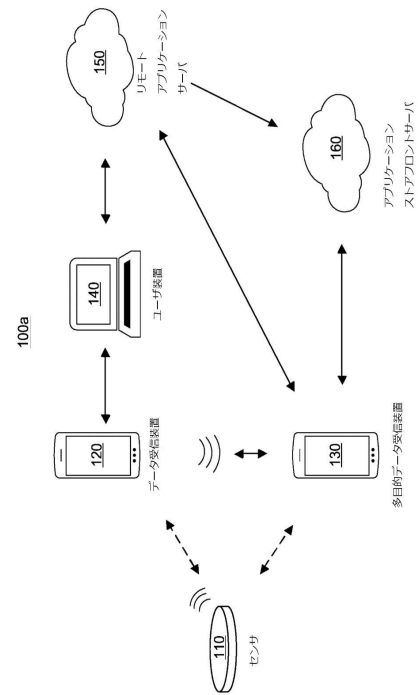 100a
110
センサ
120
データ受信装置
130
多目的データ受信装置
140
ユーザ装置
150
リモート
アプリケーション
サーバ
160
アプリケーション
ストアフロントサーバ